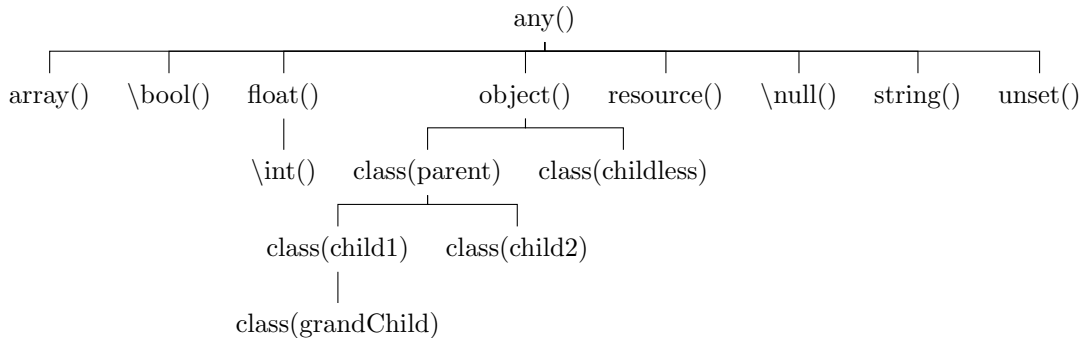 any()
array() \bool() float() object() resource() \null() string() unset()
\int() class(parent) class(childless)
class(child1) class(child2)
class(grandChild)